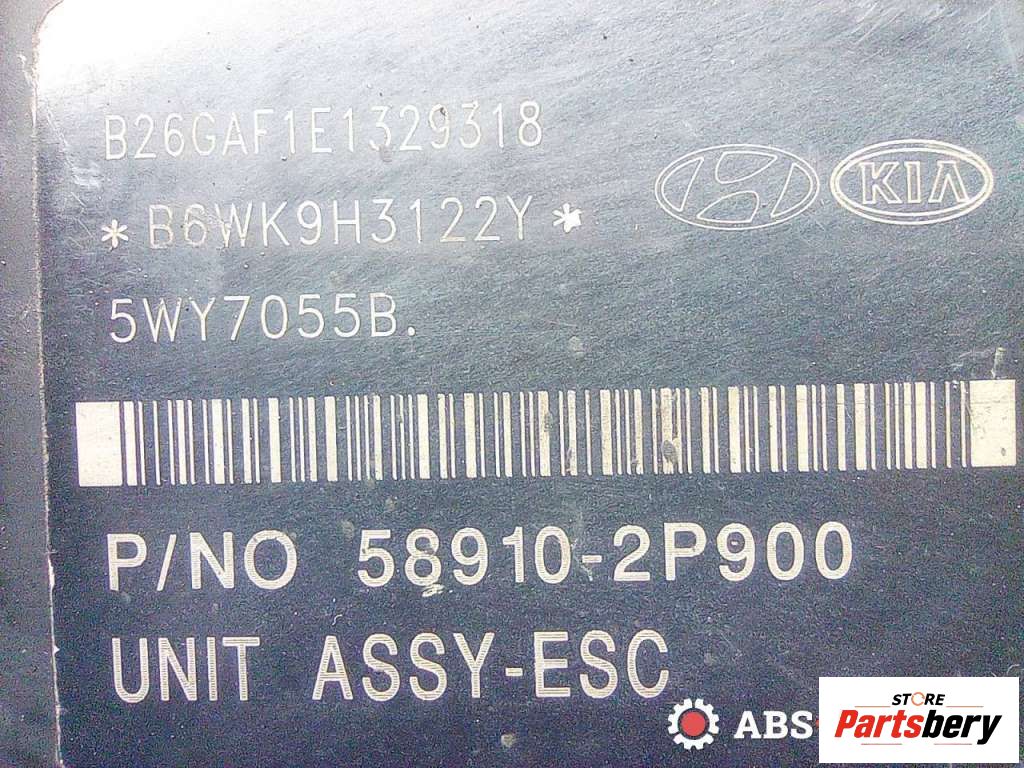 B26GAF1E1329318
*B6WK9H3122Y*
KIA
5WY7055B.
P/NO 58910-2P900
UNIT ASSY-ESC
ABS
STORE
Partsbery